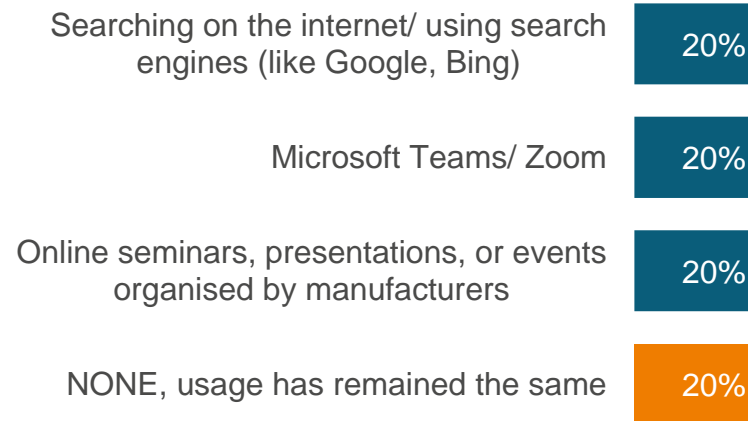 Searching on the internet/ using search
engines (like Google, Bing)
20%
Microsoft Teams/ Zoom
20%
Online seminars, presentations, or events
organised by manufacturers
20%
NONE, usage has remained the same
20%